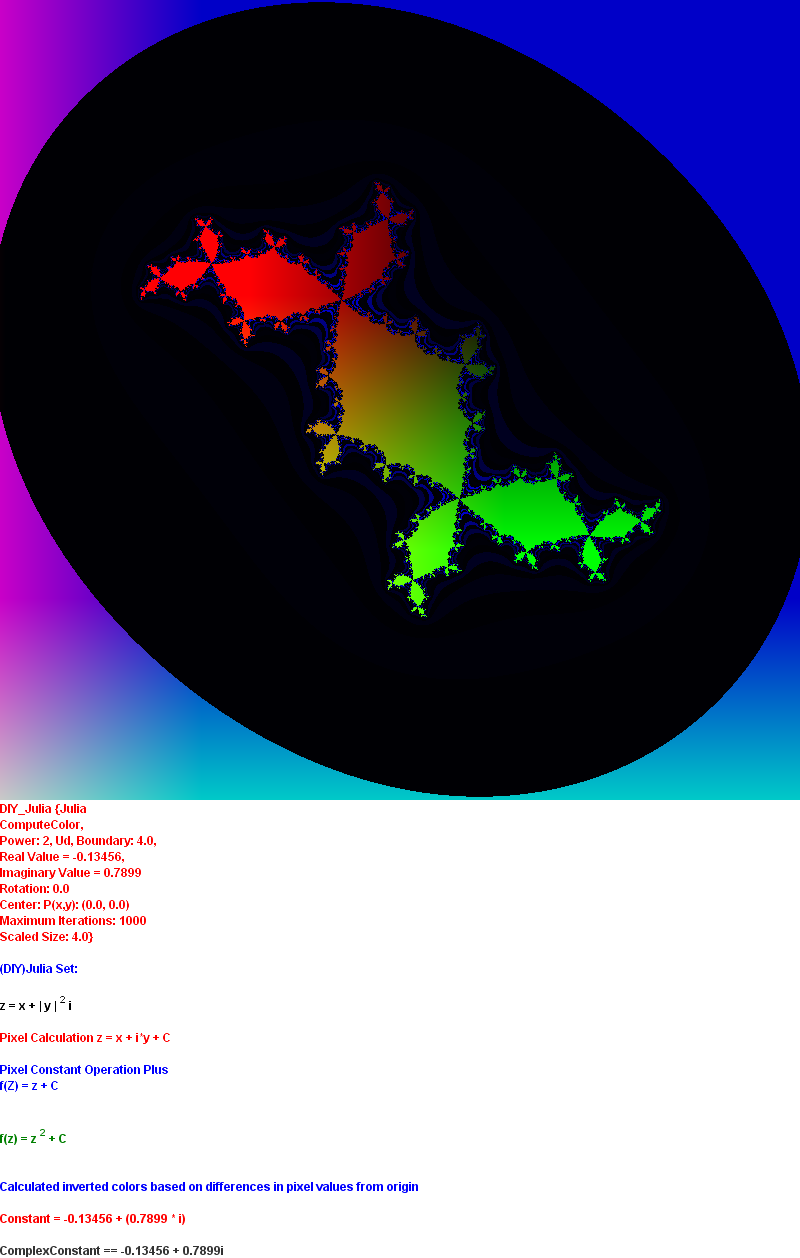 DIY_Julia {Julia
ComputeColor,
Power: 2, Ud, Boundary: 4.0,
Real Value = -0.13456,
Imaginary Value = 0.7899
Rotation: 0.0
Center: P(x,y): (0.0, 0.0)
Maximum Iterations: 1000
Scaled Size: 4.0}
(DIY)Julia Set:
z = x + | y | 2 i
Pixel Calculation z = x + i*y + C
Pixel Constant Operation Plus
f(Z) = z + C
f(z) = z 2 + C
Calculated inverted colors based on differences in pixel values from origin
Constant = -0.13456 + (0.7899 * i)
ComplexConstant == -0.13456 + 0.7899i